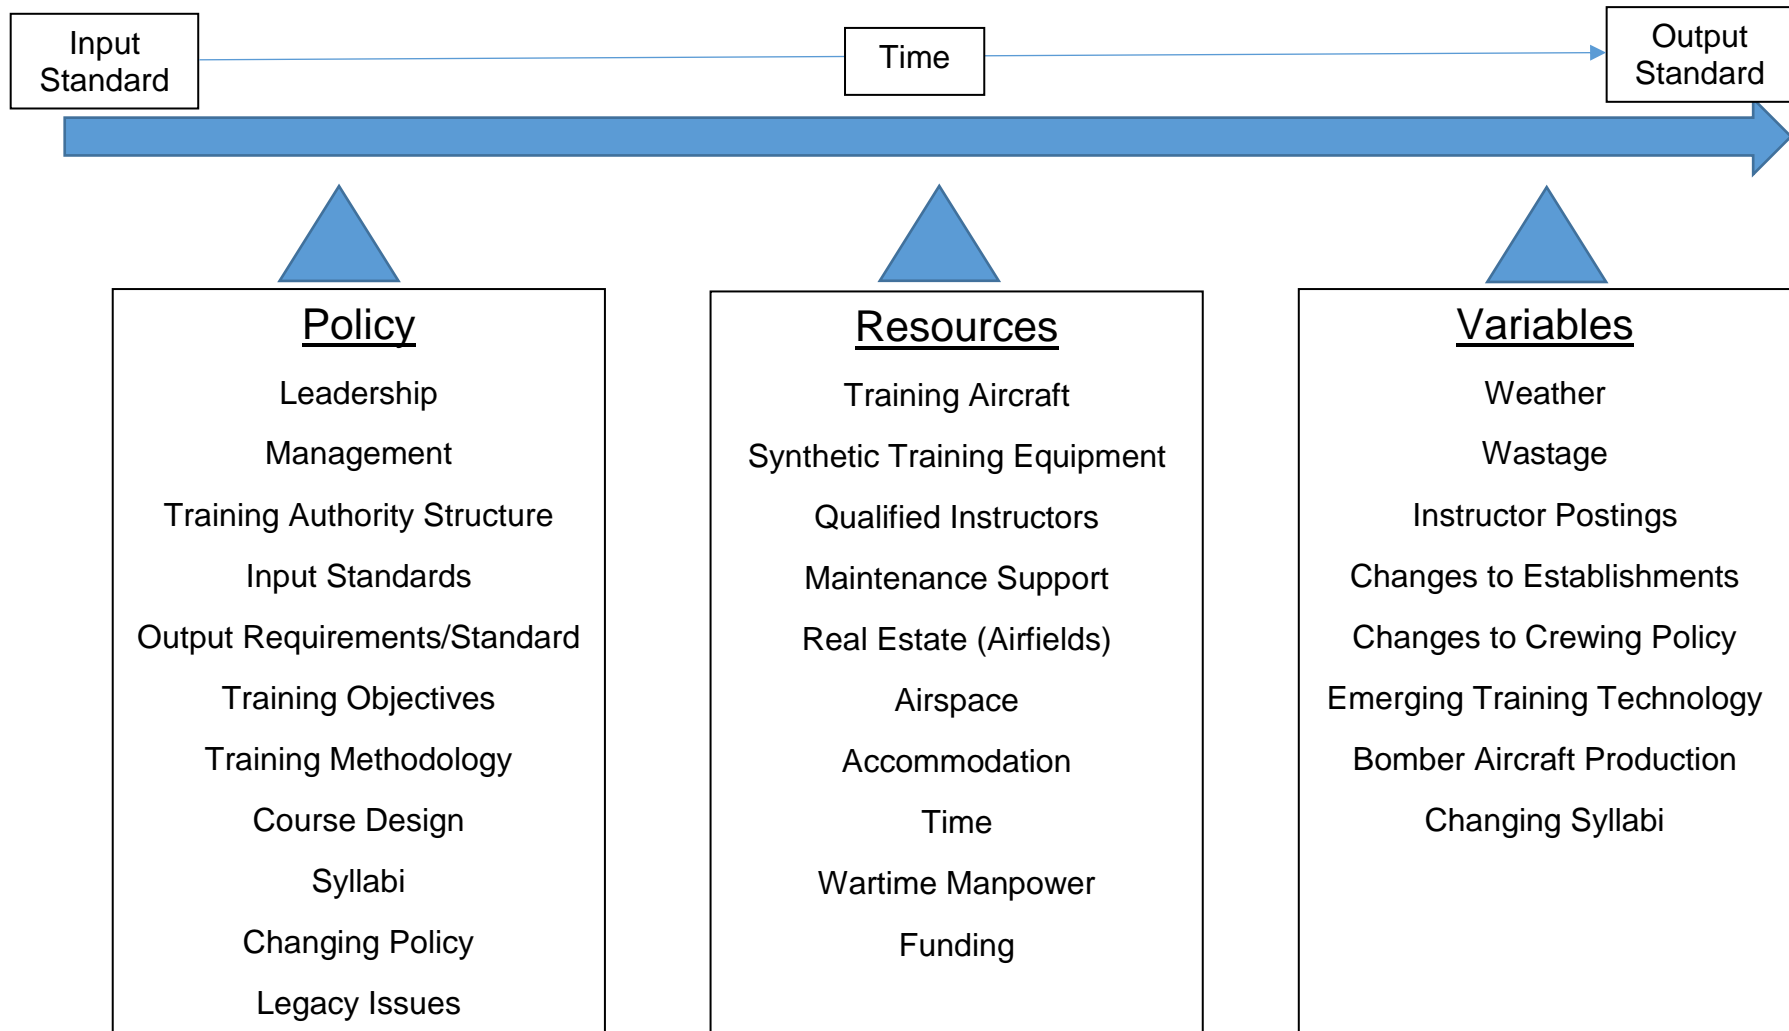 Input
Standard
Time
Output
Standard
Policy
Leadership
Management
Training Authority Structure
Input Standards
Output Requirements/Standard
Training Objectives
Training Methodology
Course Design
Syllabi
Changing Policy
Legacy Issues
Resources
Training Aircraft
Synthetic Training Equipment
Qualified Instructors
Maintenance Support
Real Estate (Airfields)
Airspace
Accommodation
Time
Wartime Manpower
Funding
Variables
Weather
Wastage
Instructor Postings
Changes to Establishments
Changes to Crewing Policy
Emerging Training Technology
Bomber Aircraft Production
Changing Syllabi